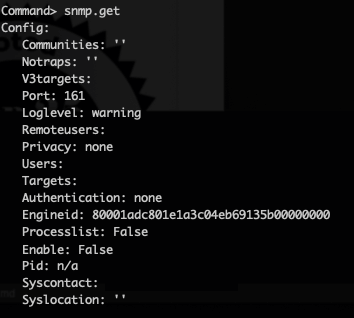 Command> snmp.get
Config:
Communities: ''
Notraps: ''
V3targets:
Port: 161
Loglevel: warning
Remoteusers:
Privacy: none
Users:
Targets:
Authentication: none
Engineid: 80001adc801e1a3c04eb69135b00000000
Processlist: False
Enable: False
Pid: n/a
Syscontact:
Syslocation: ''